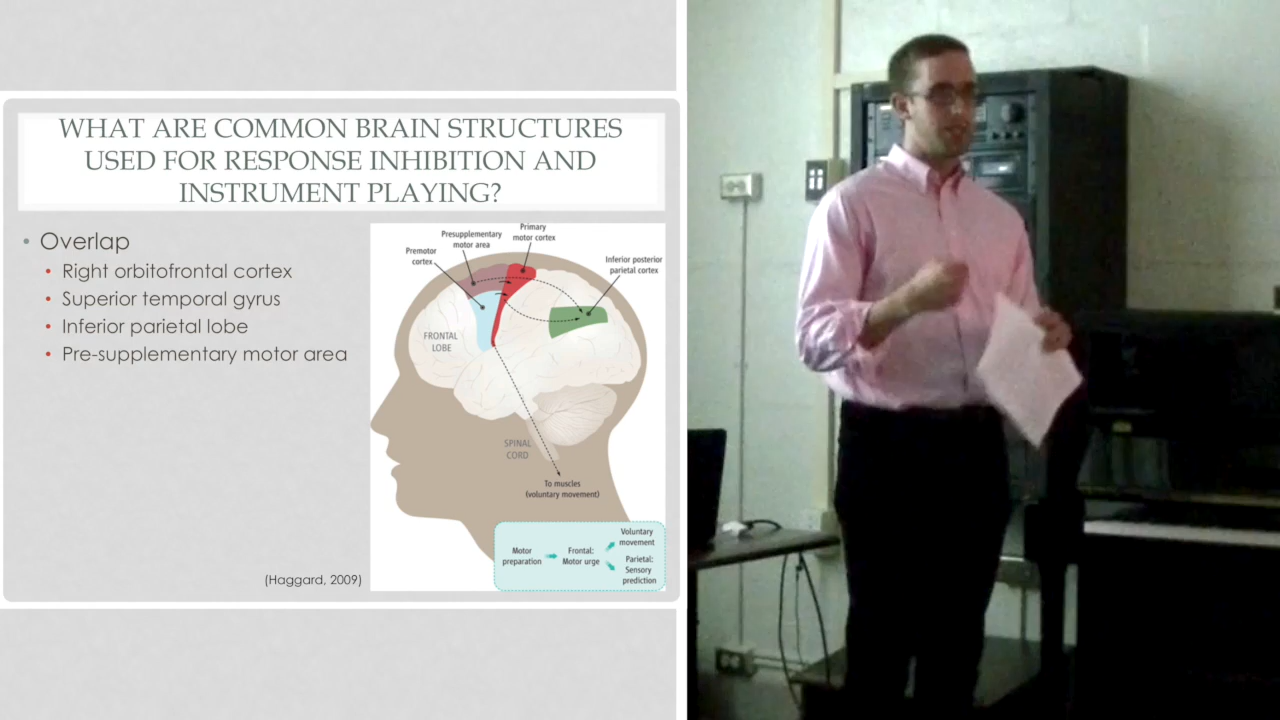 WHAT ARE COMMON BRAIN STRUCTURES
USED FOR RESPONSE INHIBITION AND
INSTRUMENT PLAYING?
• Overlap
• Right orbitofrontal cortex
• Superior temporal gyrus
• Inferior parietal lobe
• Pre-supplementary motor area
(Haggard, 2009)
Premotor
cortex
Presupplementary
motor area
Primary
motor cortex
Inferior posterior
parietal cortex
FRONTAL
LOBE
SPINAL
CORD
To muscles
(voluntary movement)
Motor
preparation
Frontal:
Motor urge
Voluntary
movement
Parietal:
Sensory
prediction